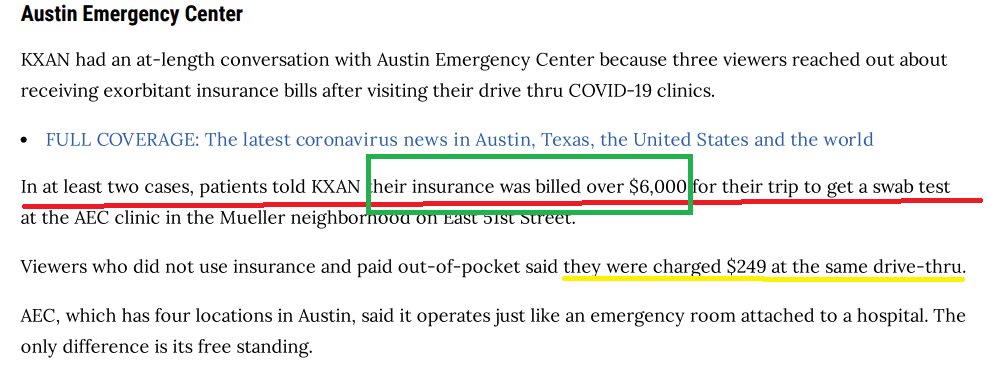 Austin Emergency Center
KXAN had an at-length conversation with Austin Emergency Center because three viewers reached out about
receiving exorbitant insurance bills after visiting their drive thru COVID-19 clinics.
• FULL COVERAGE: The latest coronavirus news in Austin, Texas, the United States and the world
In at least two cases, patients told KXAN their insurance was billed over $6,000 for their trip to get a swab test
at the AEC clinic in the Mueller neighborhood on East 51st Street.
Viewers who did not use insurance and paid out-of-pocket said they were charged $249 at the same drive-thru.
AEC, which has four locations in Austin, said it operates just like an emergency room attached to a hospital. The
only difference is its free standing.